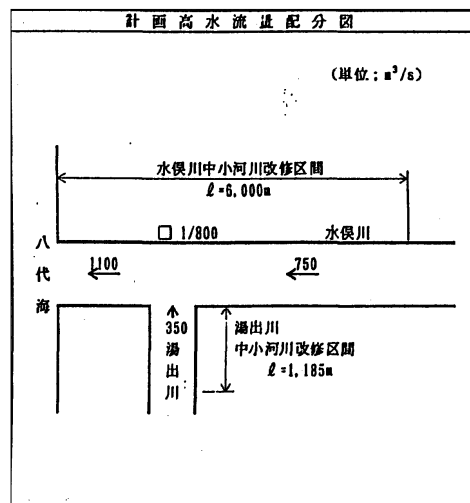 計画高水流量配分図
(単位;m³/s)
水俣川中小河川改修区間
ℓ=6,000m
□ 1/800
水俣川
八代海
1100
750
350
湯出川
湯出川
中小河川改修区間
ℓ=1,185m